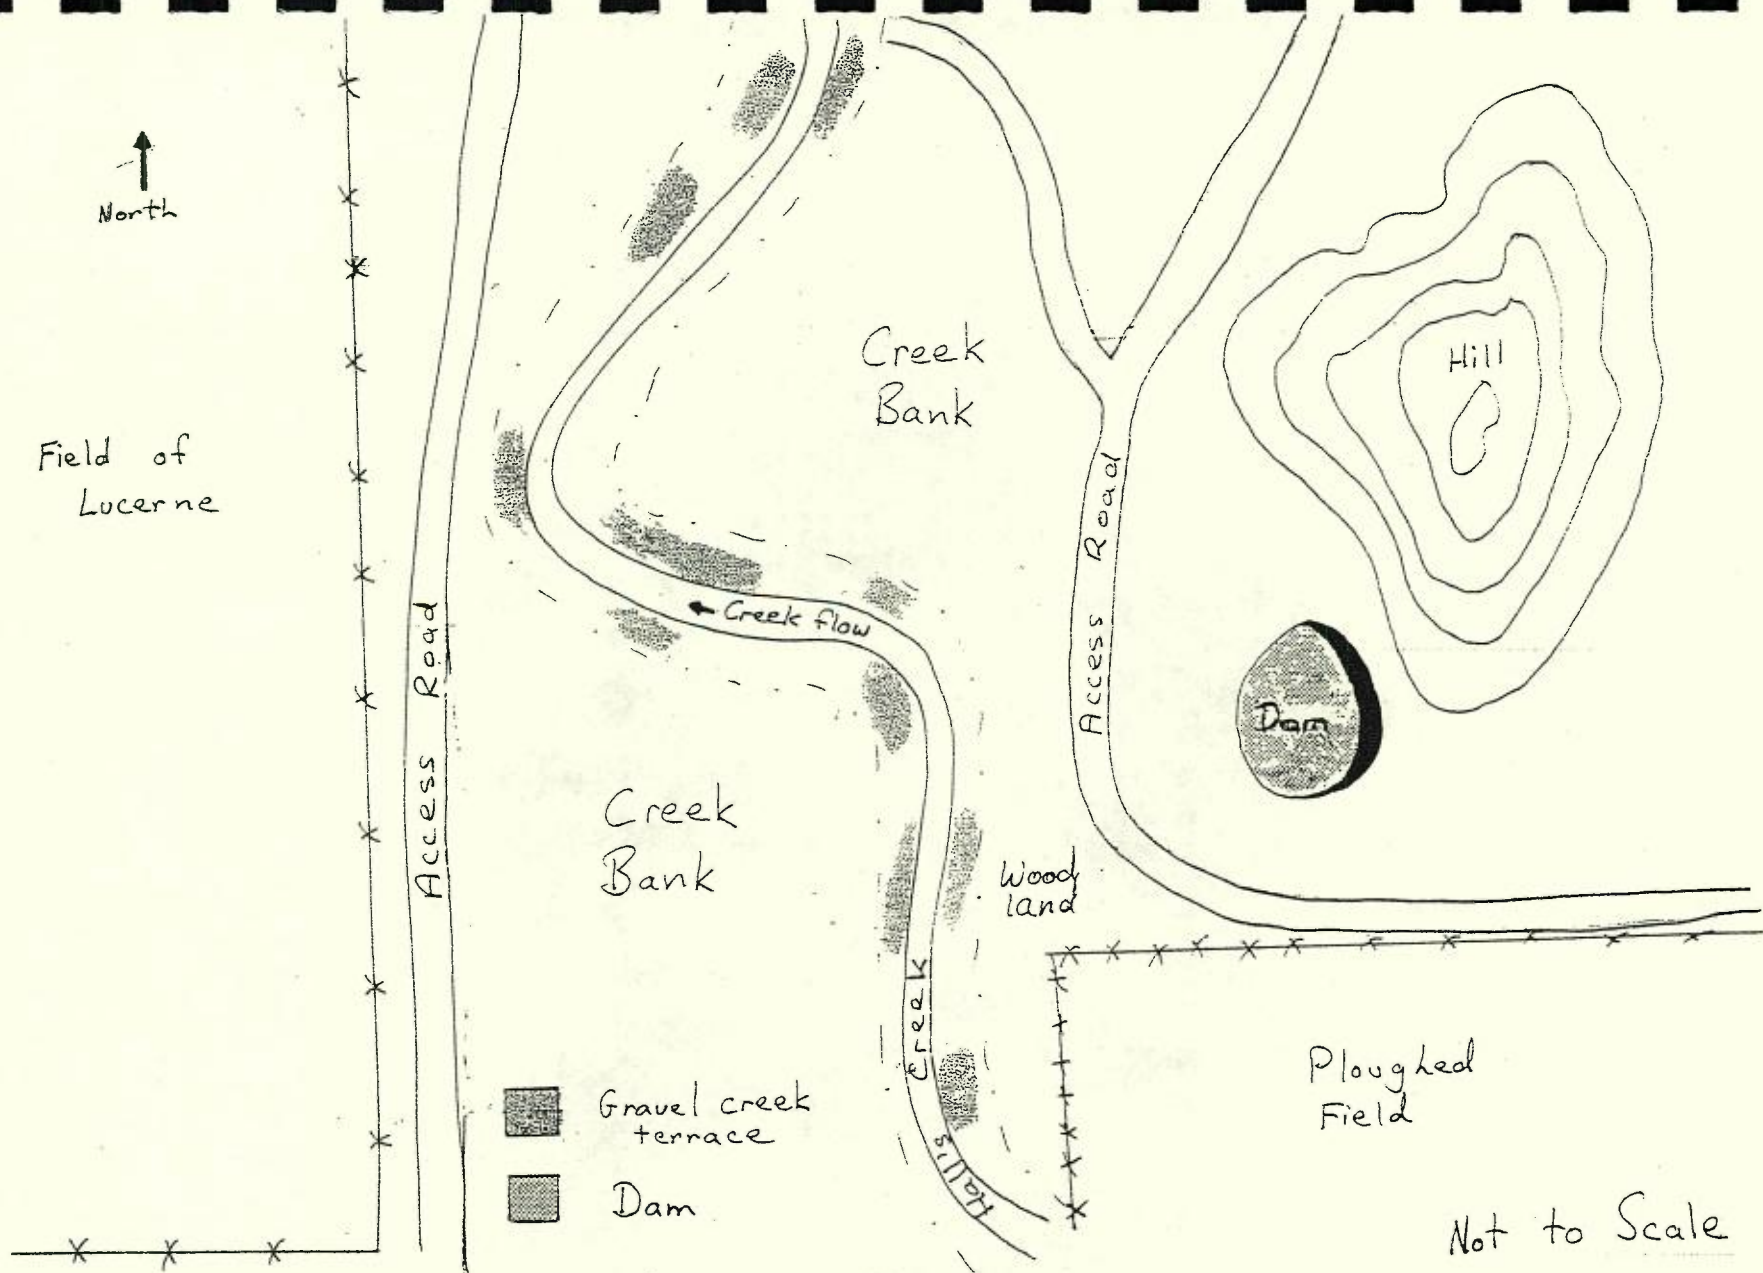 North
Field of
Lucerne
Access Road
Creek
Bank
Creek flow
Creek
Bank
Access Road
Hill
Dam
Wood
land
Hall's Creek
Ploughed
Field
Gravel creek
terrace
Dam
Not to Scale